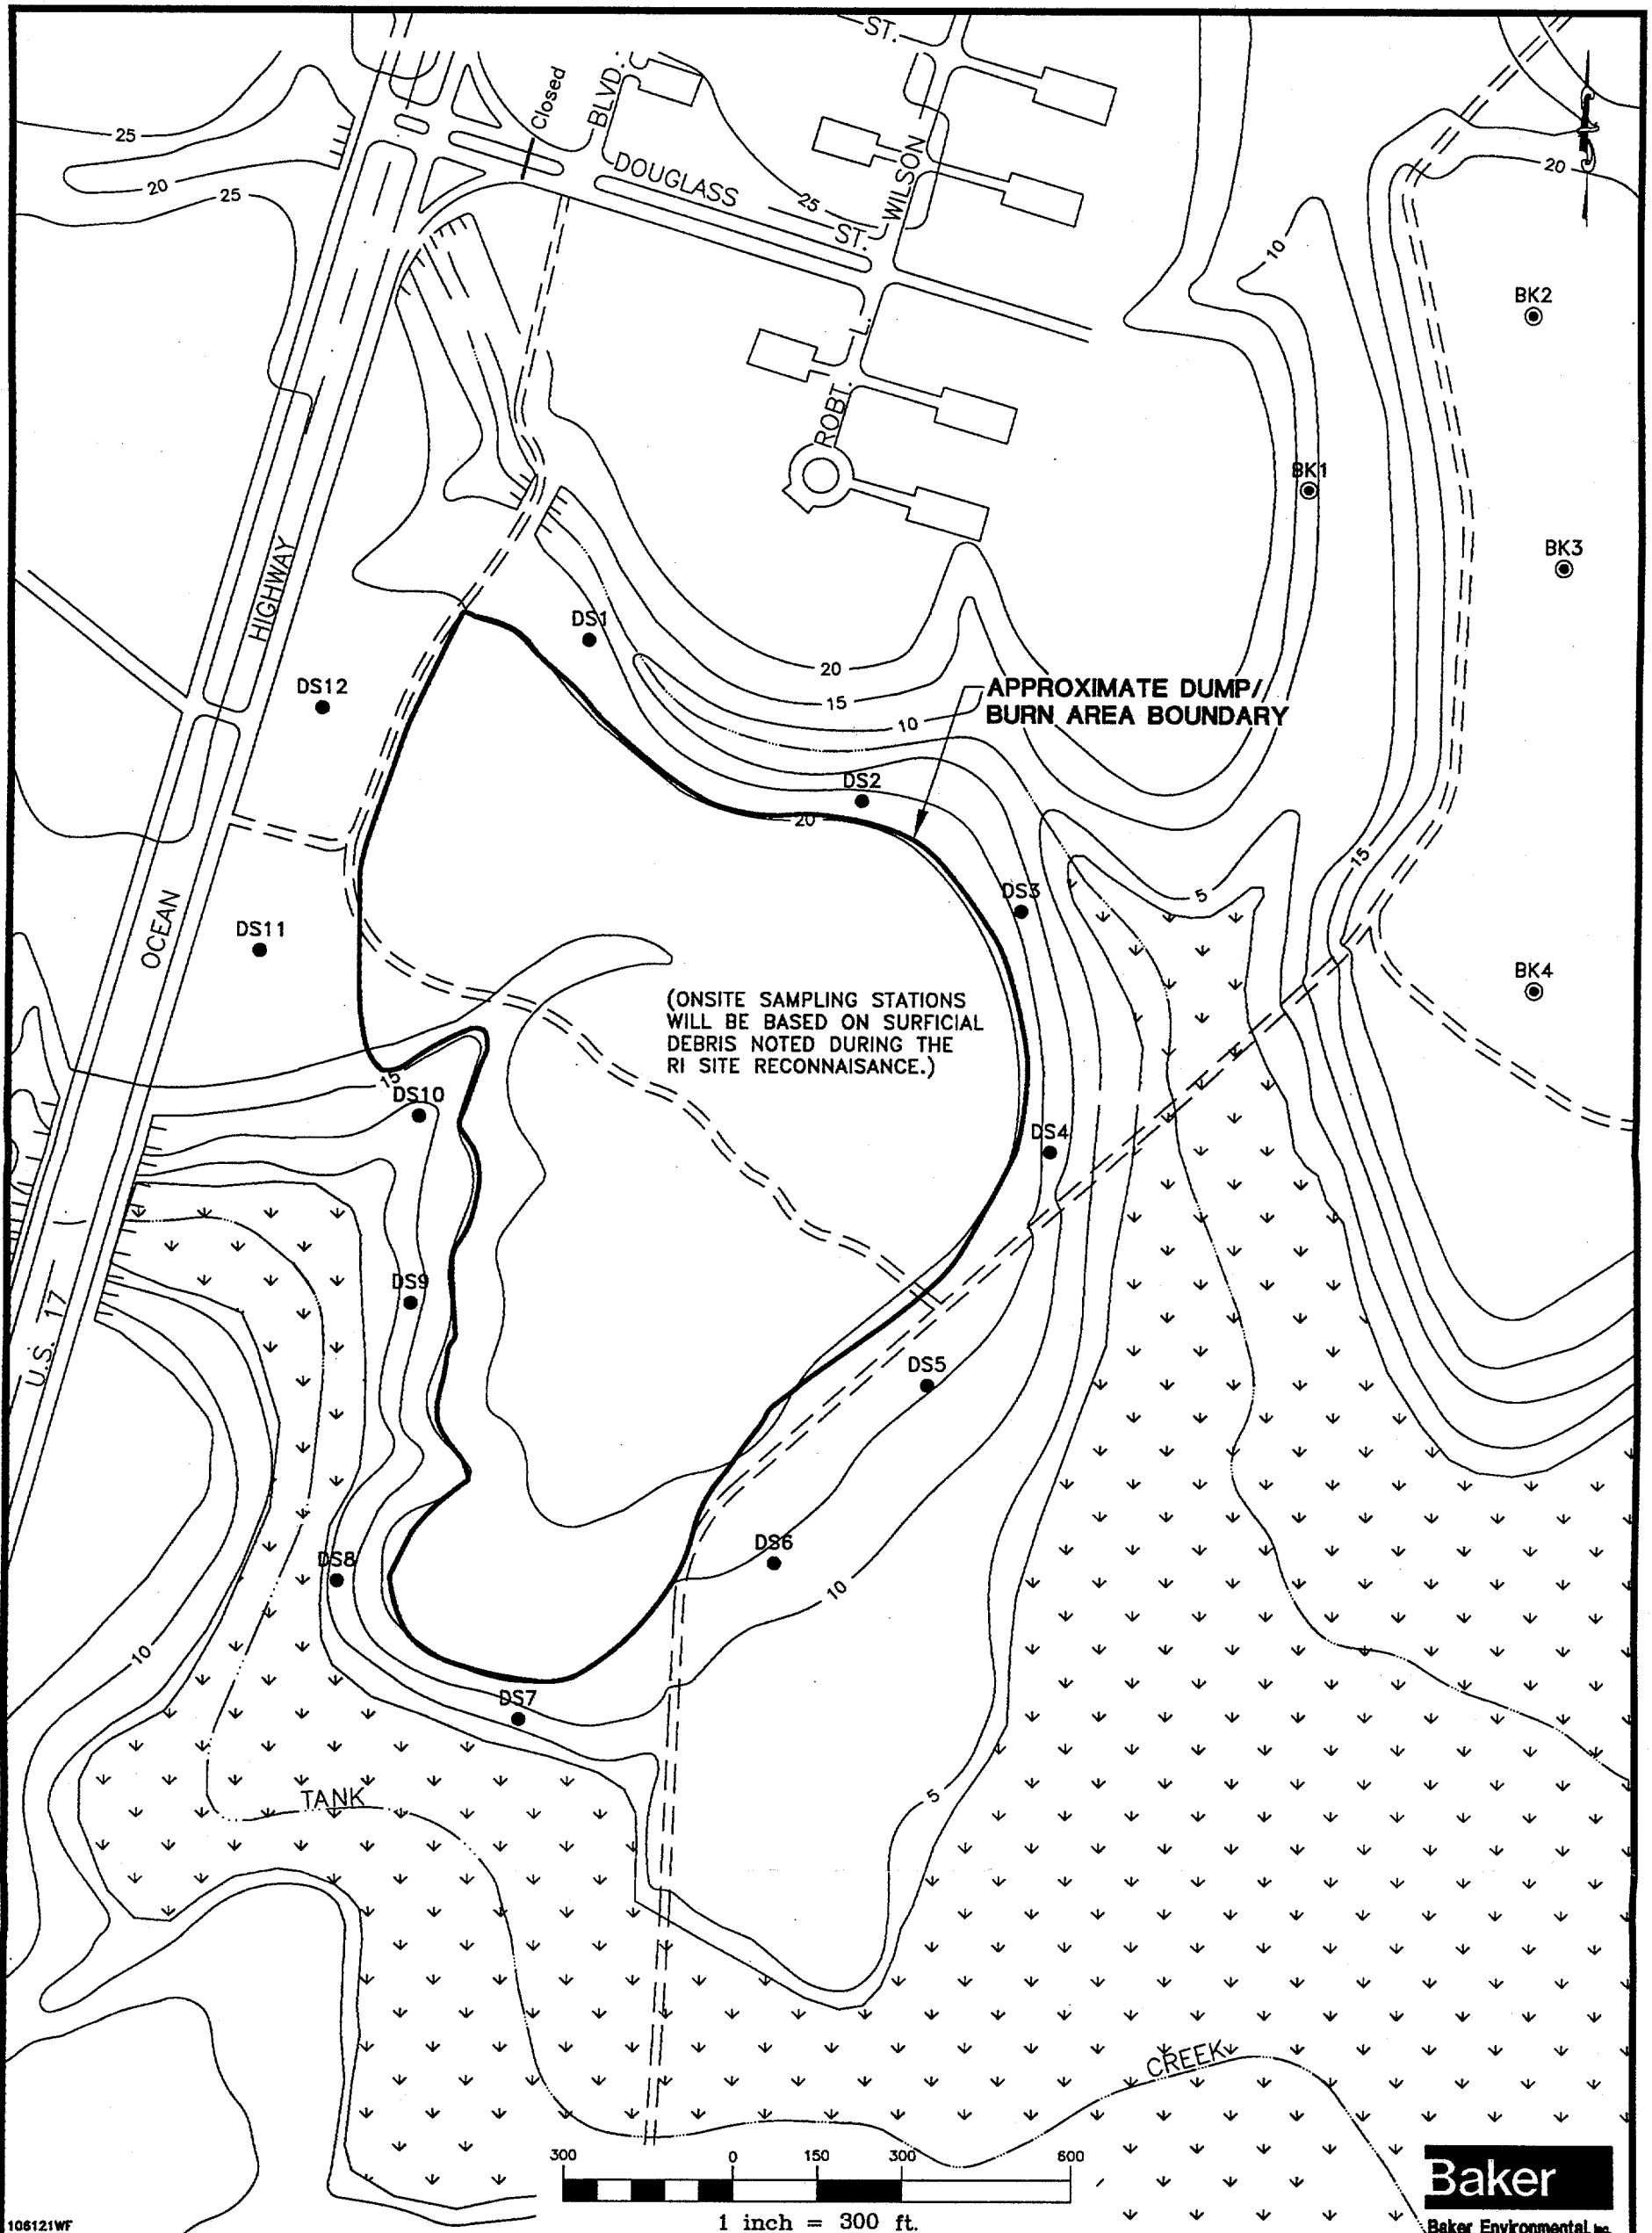 ST.
Closed
BLVD.
25
20
25
DOUGLASS
25
ST.
WILSON
20
10
BK2
ROBT. L.
BK1
BK3
HIGHWAY
DS1
20
DS12
15
APPROXIMATE DUMP/
BURN AREA BOUNDARY
10
DS2
20
15
DS3
5
OCEAN
DS11
BK4
(ONSITE SAMPLING STATIONS
WILL BE BASED ON SURFICIAL
DEBRIS NOTED DURING THE
RI SITE RECONNAISANCE.)
15
DS10
DS4
DS9
U.S. 17
DS5
DS6
DS8
10
10
DS7
TANK
5
CREEK
300 0 150 300 600
1 inch = 300 ft.
Baker
Baker Environmental, Inc.
106121WF